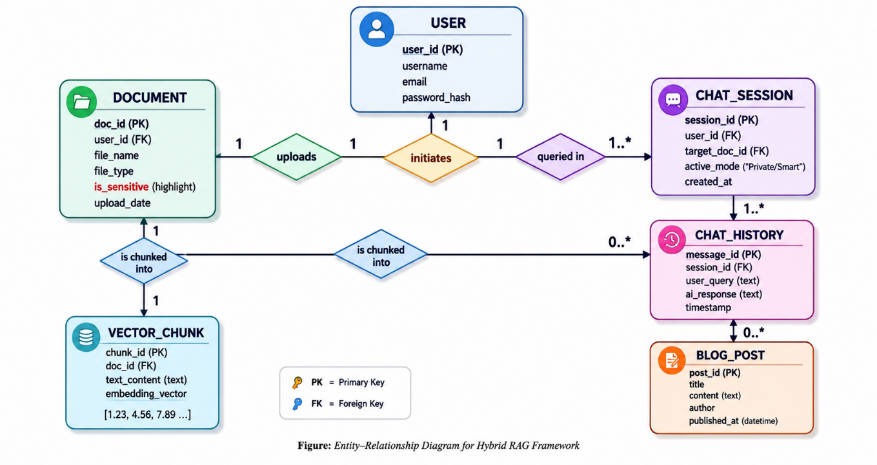 USER
user_id (PK)
username
email
password_hash
DOCUMENT
doc_id (PK)
user_id (FK)
file_name
file_type
is_sensitive (highlight)
upload_date
1
uploads
1
initiates
1
1
queried in
1..*
CHAT_SESSION
session_id (PK)
user_id (FK)
target_doc_id (FK)
active_mode ("Private/Smart")
created_at
1..*
1
is chunked
into
1
is chunked
into
0..*
CHAT_HISTORY
message_id (PK)
session_id (FK)
user_query (text)
ai_response (text)
timestamp
0..*
VECTOR_CHUNK
chunk_id (PK)
doc_id (FK)
text_content (text)
embedding_vector
[1.23, 4.56, 7.89 ...]
PK = Primary Key
FK = Foreign Key
BLOG_POST
post_id (PK)
title
content (text)
author
published_at (datetime)
Figure: Entity–Relationship Diagram for Hybrid RAG Framework